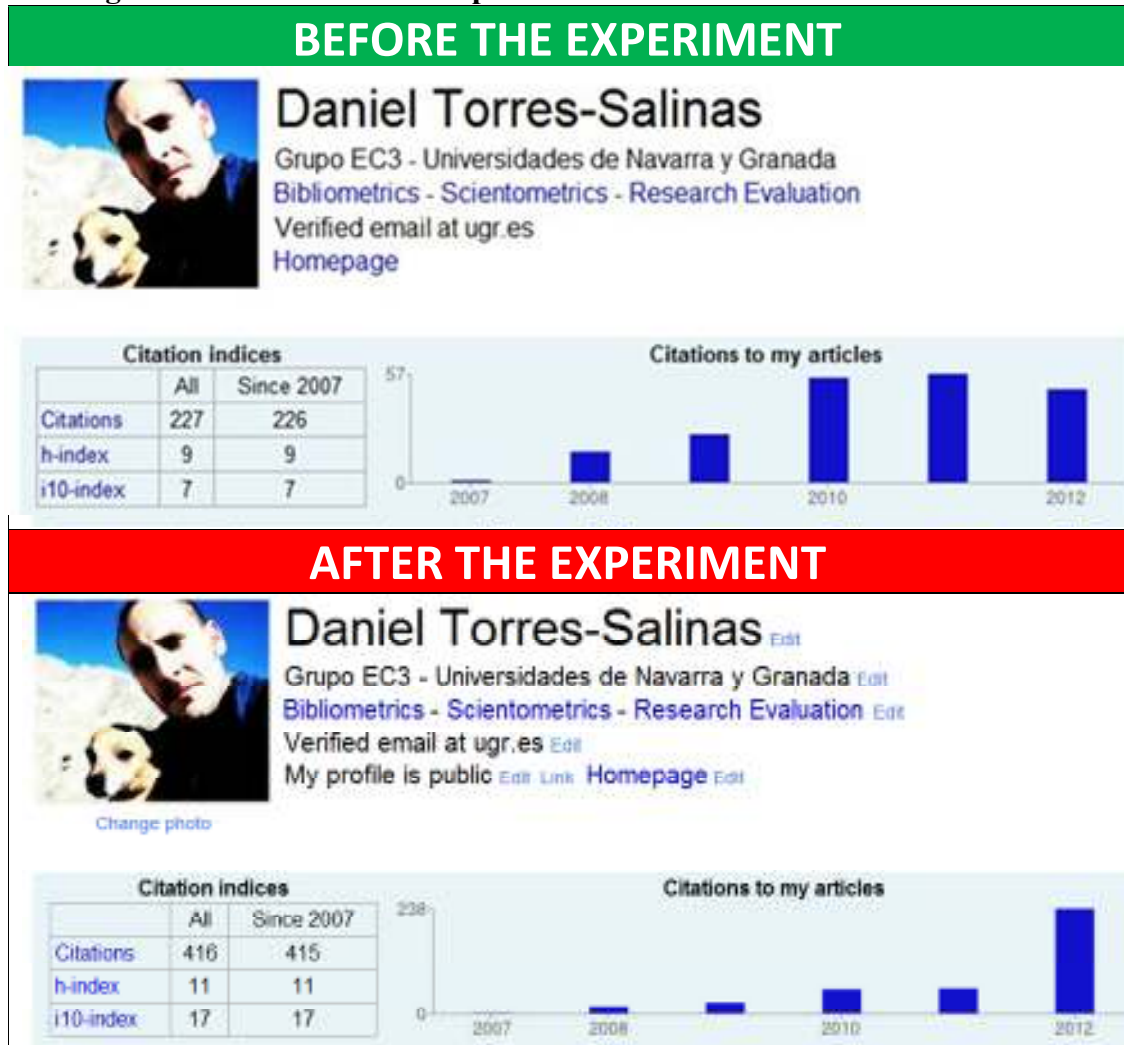 BEFORE THE EXPERIMENT
Daniel Torres-Salinas
Grupo EC3 - Universidades de Navarra y Granada
Bibliometrics - Scientometrics - Research Evaluation
Verified email at ugr.es
Homepage
Citation indices
All Since 2007
Citations 227 226
h-index 9 9
i10-index 7 7
Citations to my articles
57
0
2007 2008 2010 2012
AFTER THE EXPERIMENT
Daniel Torres-Salinas Edit
Grupo EC3 - Universidades de Navarra y Granada Edit
Bibliometrics - Scientometrics - Research Evaluation Edit
Verified email at ugr.es Edit
My profile is public Edit Link Homepage Edit
Change photo
Citation indices
All Since 2007
Citations 416 415
h-index 11 11
i10-index 17 17
Citations to my articles
238
0
2007 2008 2010 2012